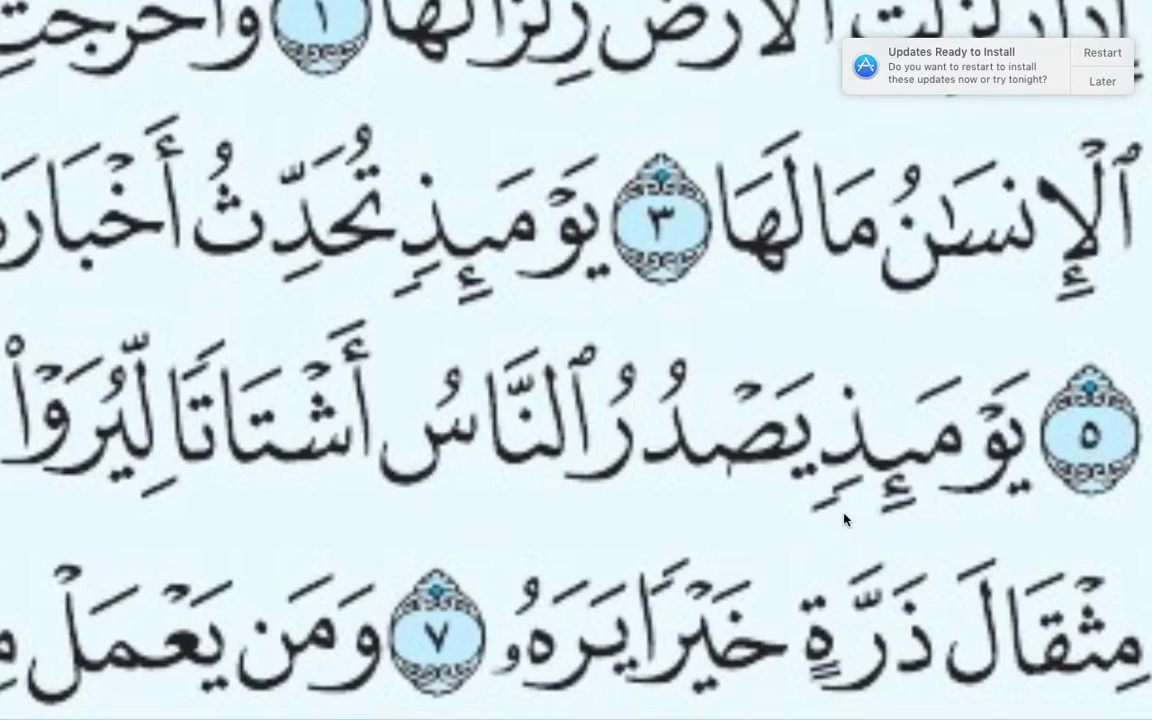 إِذَا زُلْزِلَتِ ٱلْأَرْضُ زِلْزَالَهَا ١ وَأَخْرَجَتِ
Updates Ready to Install
Do you want to restart to install
these updates now or try tonight?
Restart
Later
ٱلْإِنسَٰنُ مَا لَهَا ٣ يَوْمَئِذٍ تُحَدِّثُ أَخْبَارَ
٥ يَوْمَئِذٍ يَصْدُرُ ٱلنَّاسُ أَشْتَاتًا لِّيُرَوْا۟
مِثْقَالَ ذَرَّةٍ خَيْرًا يَرَهُۥ ٧ وَمَن يَعْمَلْ